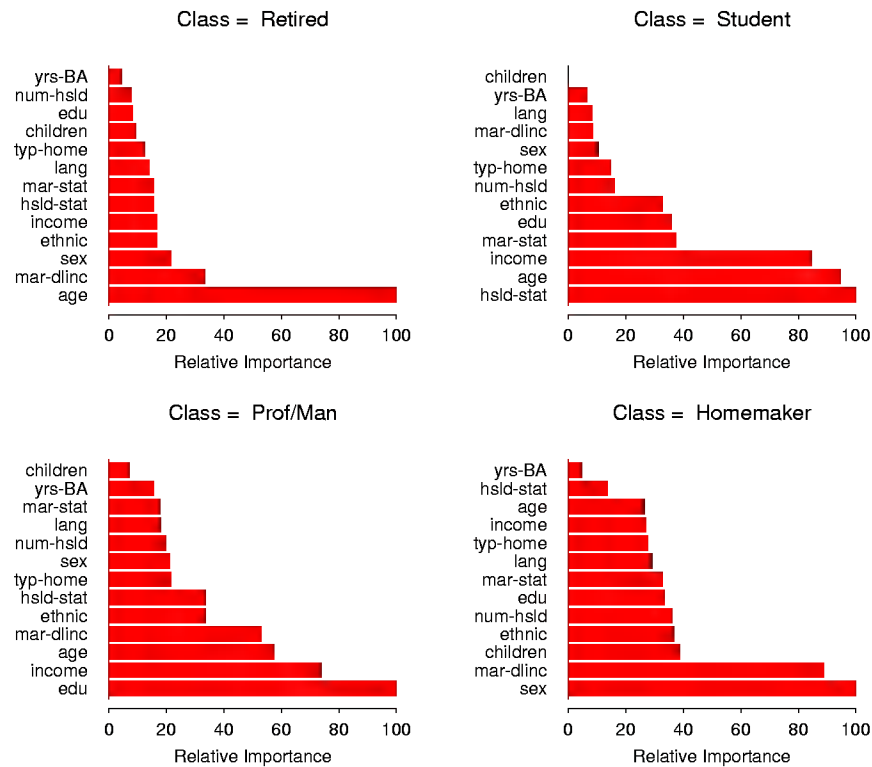 Class = Retired
yrs-BA
num-hsld
edu
children
typ-home
lang
mar-stat
hsld-stat
income
ethnic
sex
mar-dlinc
age
0 20 40 60 80 100
Relative Importance
Class = Student
children
yrs-BA
lang
mar-dlinc
sex
typ-home
num-hsld
ethnic
edu
mar-stat
income
age
hsld-stat
0 20 40 60 80 100
Relative Importance
Class = Prof/Man
children
yrs-BA
mar-stat
lang
num-hsld
sex
typ-home
hsld-stat
ethnic
mar-dlinc
age
income
edu
0 20 40 60 80 100
Relative Importance
Class = Homemaker
yrs-BA
hsld-stat
age
income
typ-home
lang
mar-stat
edu
num-hsld
ethnic
children
mar-dlinc
sex
0 20 40 60 80 100
Relative Importance